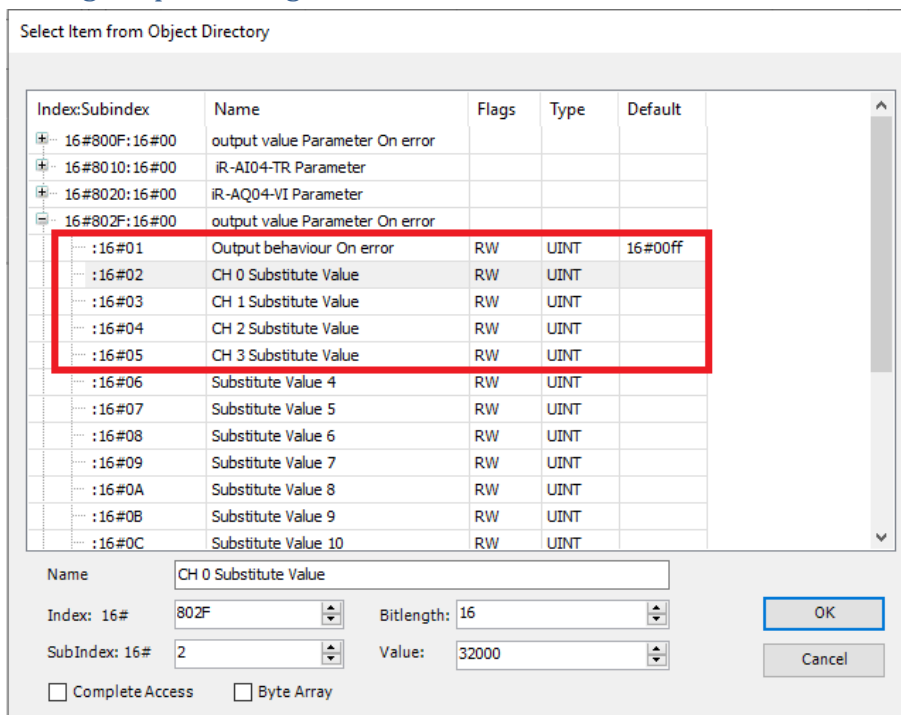 Select Item from Object Directory
Index:Subindex Name Flags Type Default
16#800F:16#00 output value Parameter On error
16#8010:16#00 iR-AI04-TR Parameter
16#8020:16#00 iR-AQ04-VI Parameter
16#802F:16#00 output value Parameter On error
:16#01 Output behaviour On error RW UINT 16#00ff
:16#02 CH 0 Substitute Value RW UINT
:16#03 CH 1 Substitute Value RW UINT
:16#04 CH 2 Substitute Value RW UINT
:16#05 CH 3 Substitute Value RW UINT
:16#06 Substitute Value 4 RW UINT
:16#07 Substitute Value 5 RW UINT
:16#08 Substitute Value 6 RW UINT
:16#09 Substitute Value 7 RW UINT
:16#0A Substitute Value 8 RW UINT
:16#0B Substitute Value 9 RW UINT
:16#0C Substitute Value 10 RW UINT
Name CH 0 Substitute Value
Index: 16# 802F Bitlength: 16 OK
SubIndex: 16# 2 Value: 32000 Cancel
Complete Access Byte Array